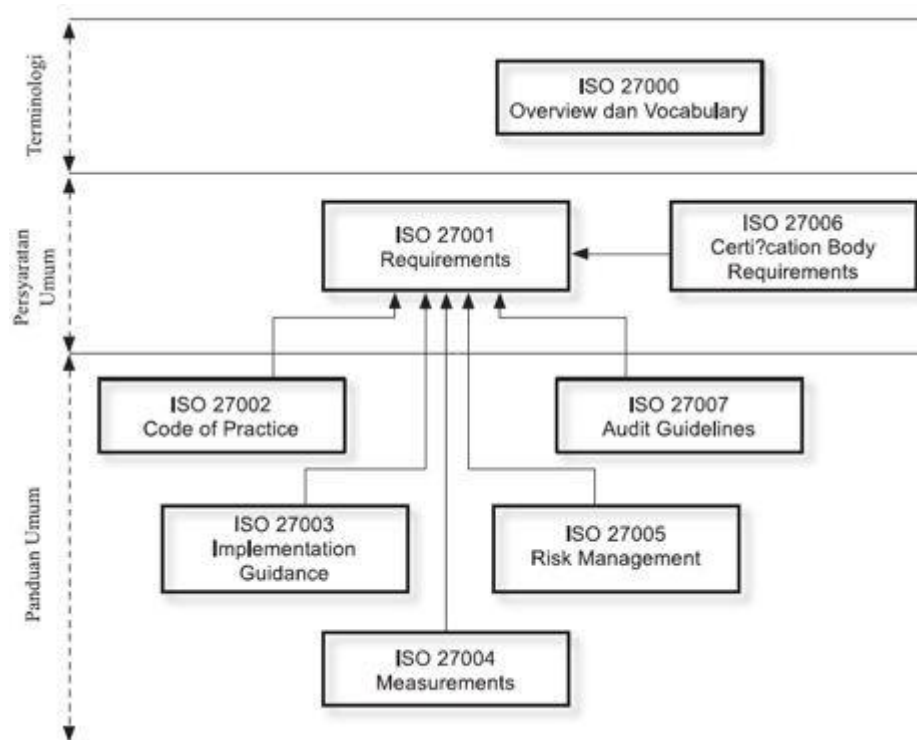 Terminologi
ISO 27000
Overview dan Vocabulary
Persyaratan
Umum
ISO 27001
Requirements
ISO 27006
Certi?cation Body
Requirements
Panduan Umum
ISO 27002
Code of Practice
ISO 27007
Audit Guidelines
ISO 27003
Implementation
Guidance
ISO 27005
Risk Management
ISO 27004
Measurements